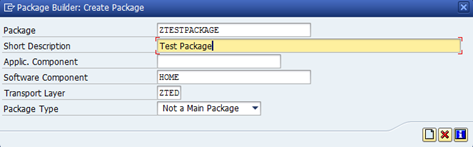 Package Builder: Create Package
Package ZTESTPACKAGE
Short Description Test Package
Applic. Component
Software Component HOME
Transport Layer ZTED
Package Type Not a Main Package